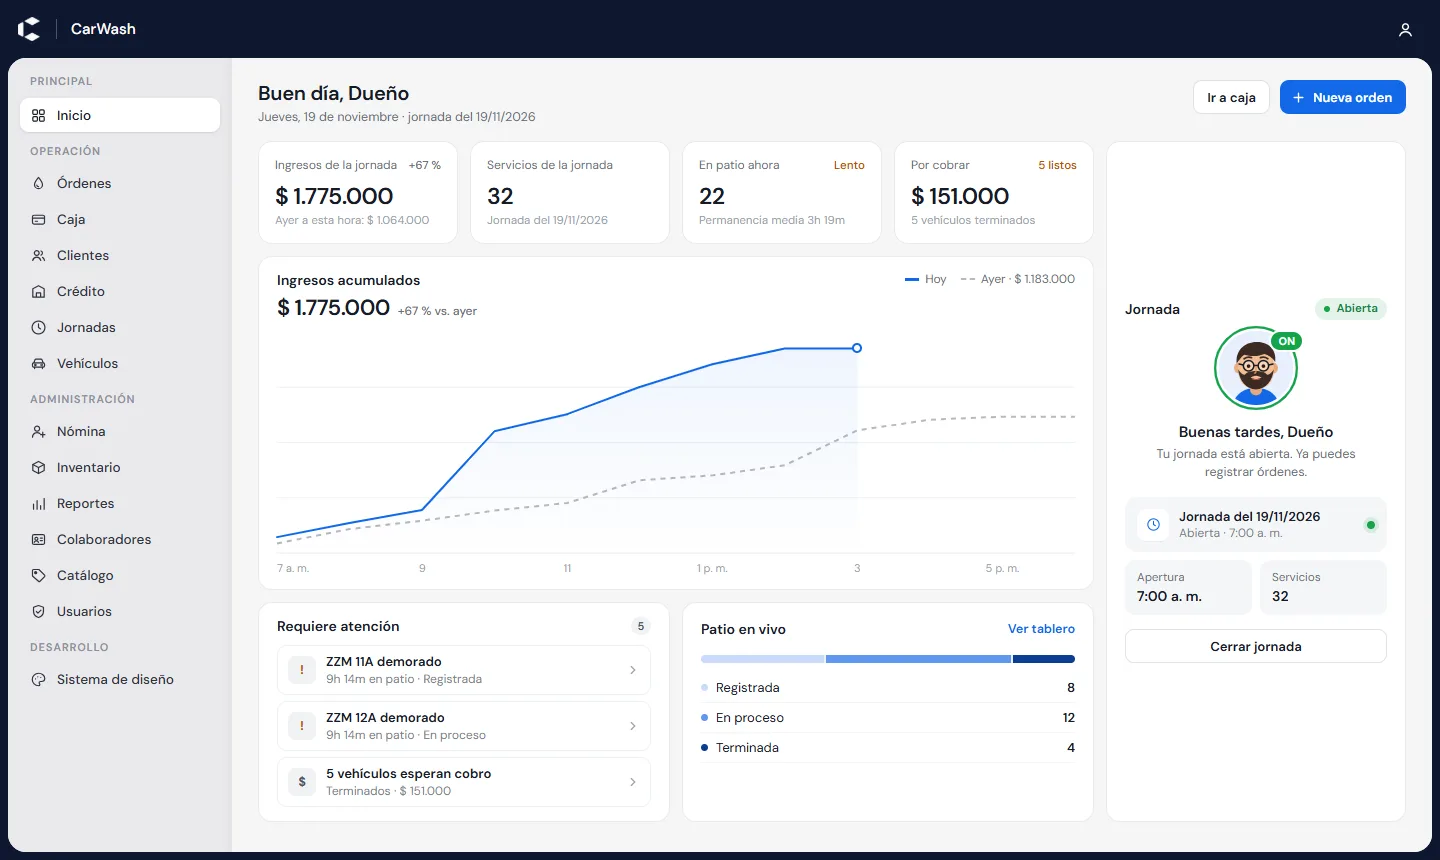 CarWash
PRINCIPAL
Inicio
OPERACIÓN
Órdenes
Caja
Clientes
Crédito
Jornadas
Vehículos
ADMINISTRACIÓN
Nómina
Inventario
Reportes
Colaboradores
Catálogo
Usuarios
DESARROLLO
Sistema de diseño
Buen día, Dueño
Jueves, 19 de noviembre · jornada del 19/11/2026
Ir a caja
+ Nueva orden
Ingresos de la jornada +67 %
$ 1.775.000
Ayer a esta hora: $ 1.064.000
Servicios de la jornada
32
Jornada del 19/11/2026
En patio ahora Lento
22
Permanencia media 3h 19m
Por cobrar 5 listos
$ 151.000
5 vehículos terminados
Ingresos acumulados
$ 1.775.000 +67 % vs. ayer
Hoy Ayer · $ 1.183.000
7 a. m. 9 11 1 p. m. 3 5 p. m.
Requiere atención 5
! ZZM 11A demorado
9h 14m en patio · Registrada
! ZZM 12A demorado
9h 14m en patio · En proceso
$ 5 vehículos esperan cobro
Terminados · $ 151.000
Patio en vivo Ver tablero
Registrada 8
En proceso 12
Terminada 4
Jornada Abierta
ON
Buenas tardes, Dueño
Tu jornada está abierta. Ya puedes
registrar órdenes.
Jornada del 19/11/2026
Abierta · 7:00 a. m.
Apertura
7:00 a. m.
Servicios
32
Cerrar jornada